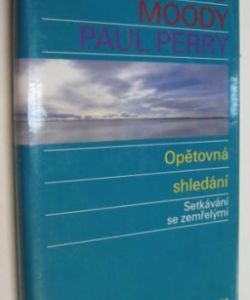 MOODY
PAUL PERRY
Opětovná
shledání
Setkávání
se zemřelými